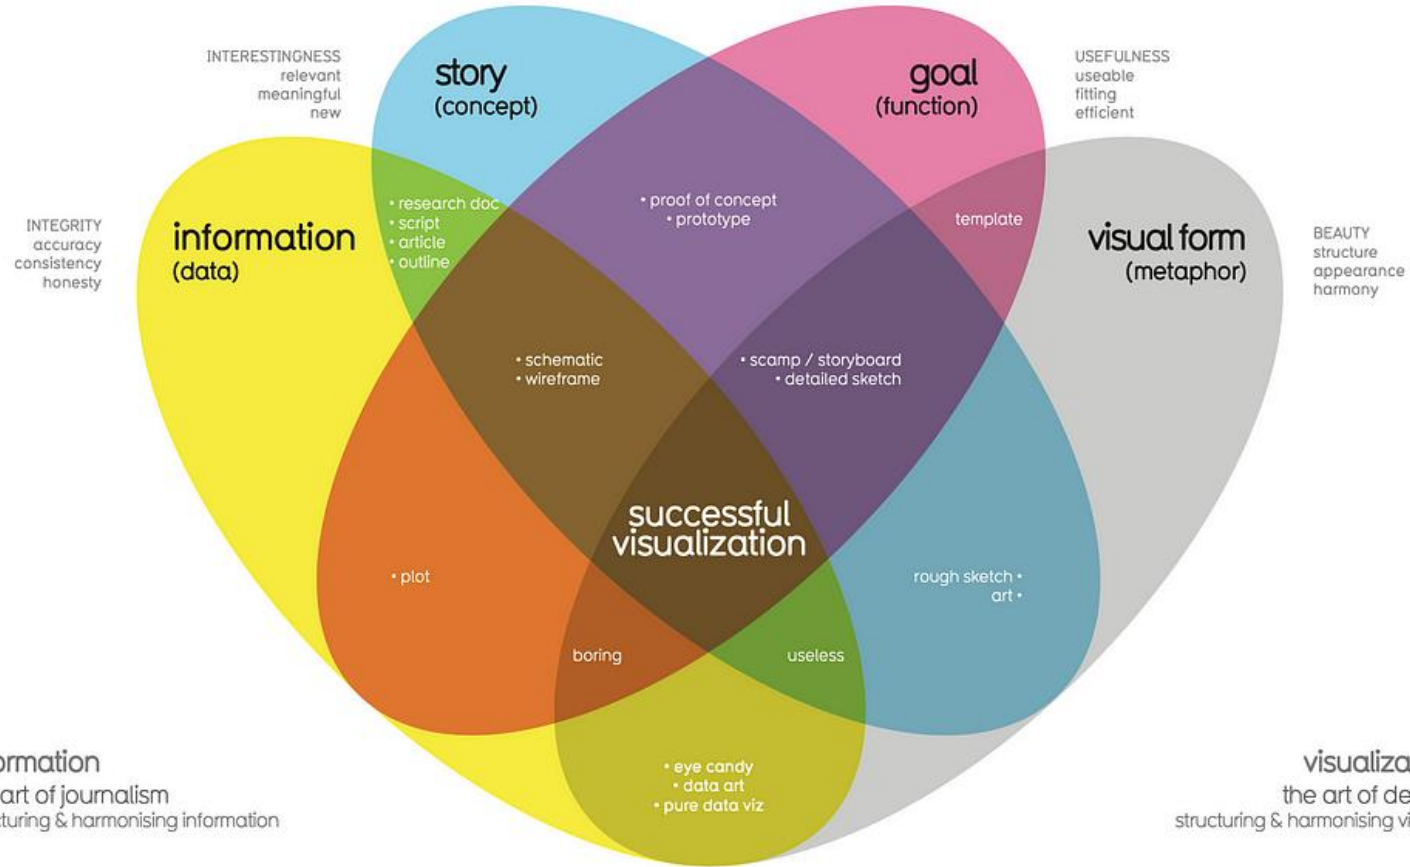 INTERESTINGNESS
relevant
meaningful
new
story
(concept)
goal
(function)
USEFULNESS
useable
fitting
efficient
INTEGRITY
accuracy
consistency
honesty
information
(data)
• research doc
• script
• article
• outline
• proof of concept
• prototype
template
visual form
(metaphor)
BEAUTY
structure
appearance
harmony
• schematic
• wireframe
• scamp / storyboard
• detailed sketch
successful
visualization
• plot
rough sketch •
art •
boring
useless
• eye candy
• data art
• pure data viz
ormation
art of journalism
turing & harmonising information
visualiza
the art of de
structuring & harmonising vi